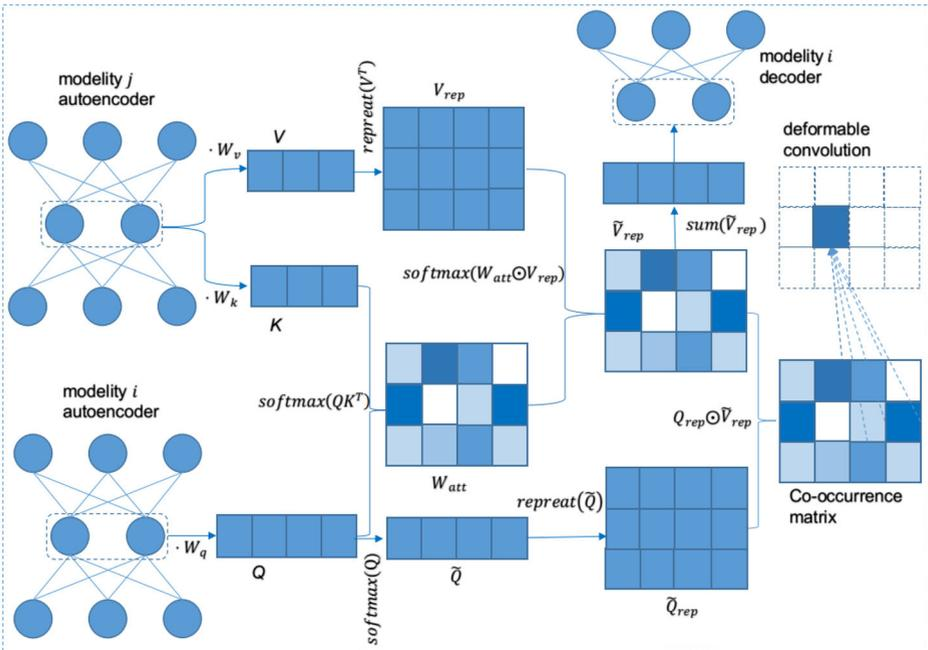 modelity i
decoder
modelity j
autoencoder
repreat(V^T)
V_rep
deformable
convolution
· W_v
V
Ṽ_rep
sum(Ṽ_rep)
softmax(W_att⊙V_rep)
· W_k
K
modelity i
autoencoder
softmax(QK^T)
Q_rep⊙Ṽ_rep
W_att
repreat(Q̃)
Co-occurrence
matrix
· W_q
Q
softmax(Q)
Q̃
Q̃_rep